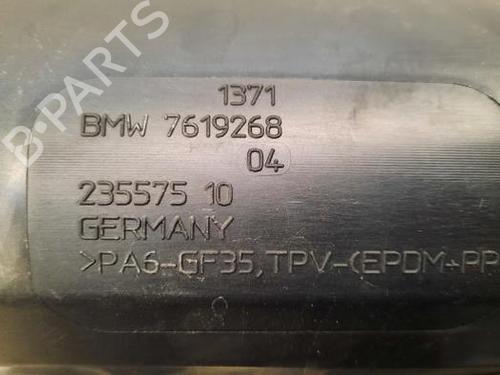 B-PARTS
1371
BMW 7619268
04
235575 10
GERMANY
>PA6-GF35,TPV-(EPDM+PP